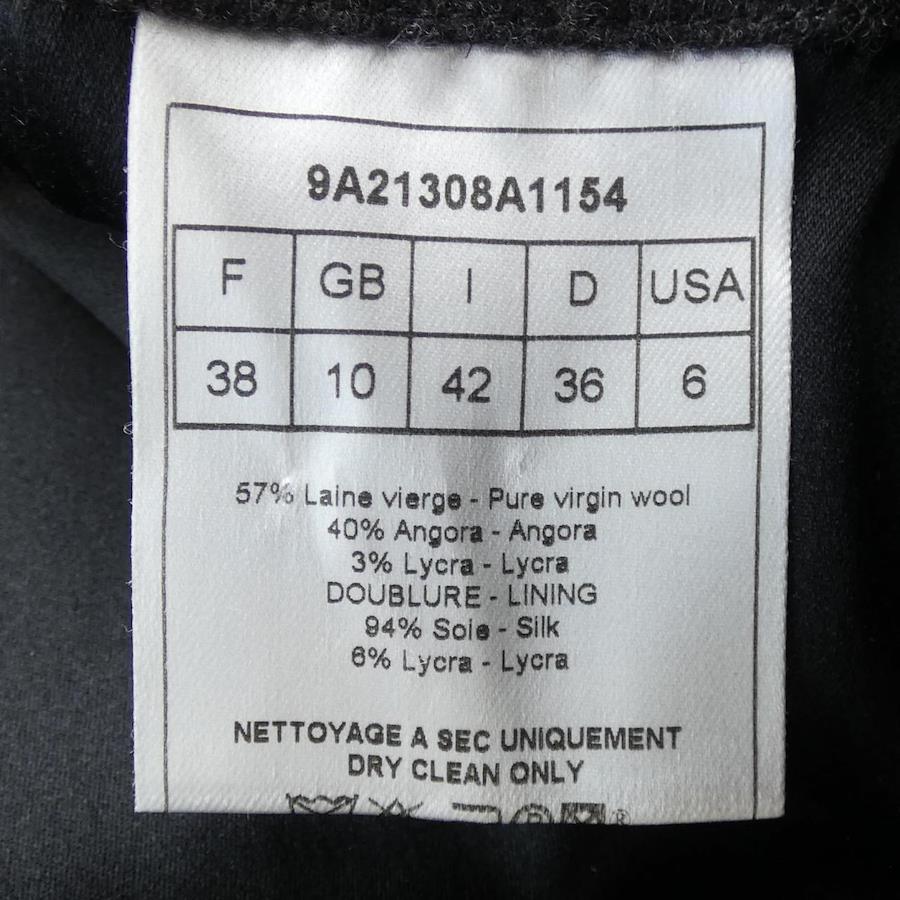 9A21308A1154
F GB I D USA
38 10 42 36 6
57% Laine vierge - Pure virgin wool
40% Angora - Angora
3% Lycra - Lycra
DOUBLURE - LINING
94% Soie - Silk
6% Lycra - Lycra
NETTOYAGE A SEC UNIQUEMENT
DRY CLEAN ONLY